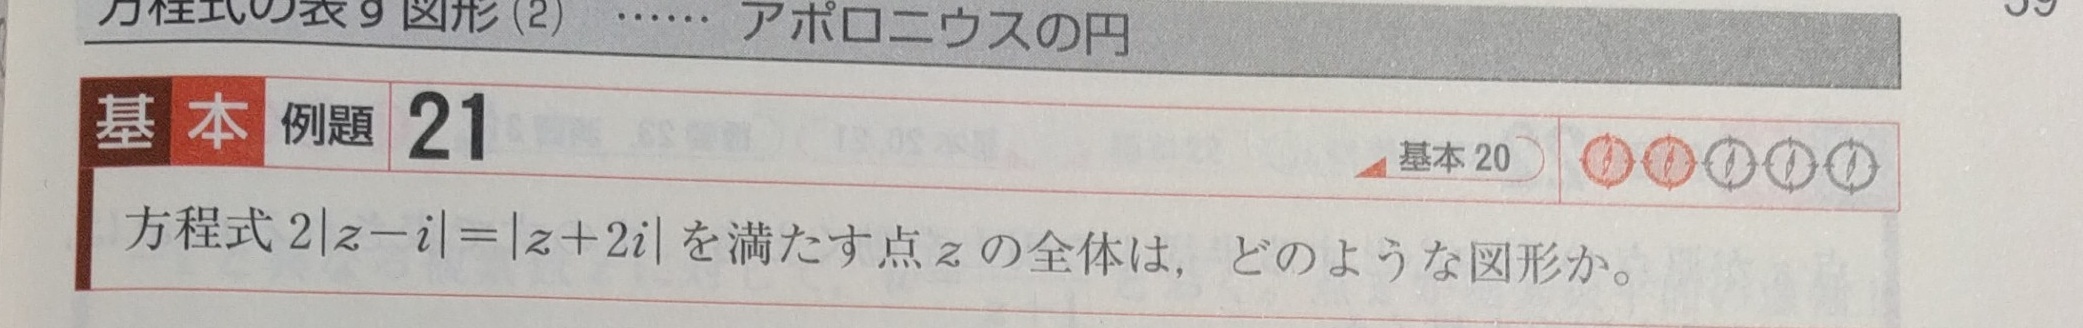 方程式の表す図形(2) …… アポロニウスの円
基本 例題 21
基本 20
方程式 2|z−i|=|z+2i| を満たす点 z の全体は，どのような図形か。